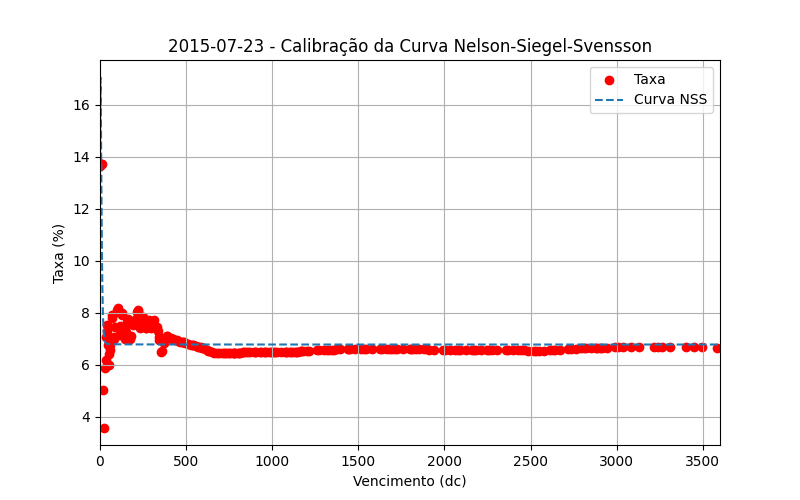 2015-07-23 - Calibração da Curva Nelson-Siegel-Svensson
Taxa
Curva NSS
Taxa (%)
16
14
12
10
8
6
4
0 500 1000 1500 2000 2500 3000 3500
Vencimento (dc)